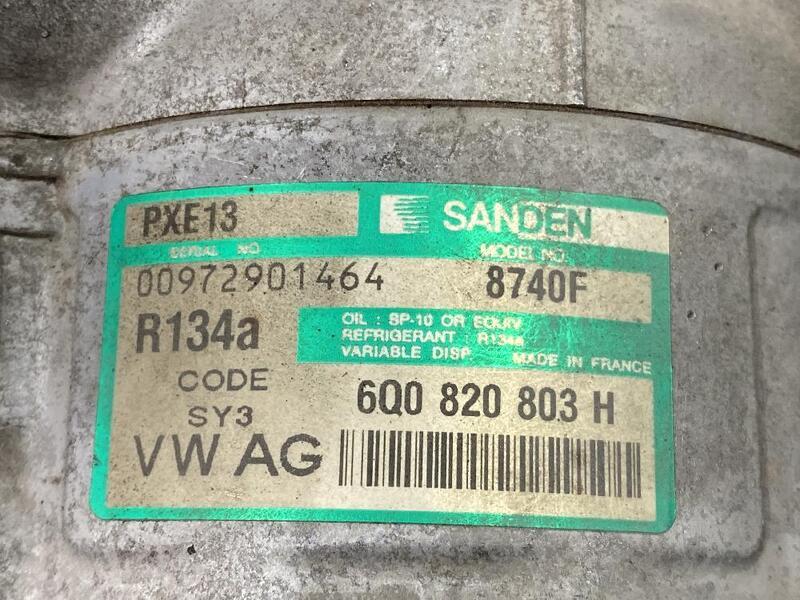 PXE13
SANDEN
SERIAL NO
MODEL NO.
00972901464
8740F
R134a
OIL : SP-10 OR EQUIV
REFRIGERANT : R134a
VARIABLE DISP.
MADE IN FRANCE
CODE
SY3
6Q0 820 803 H
VW AG